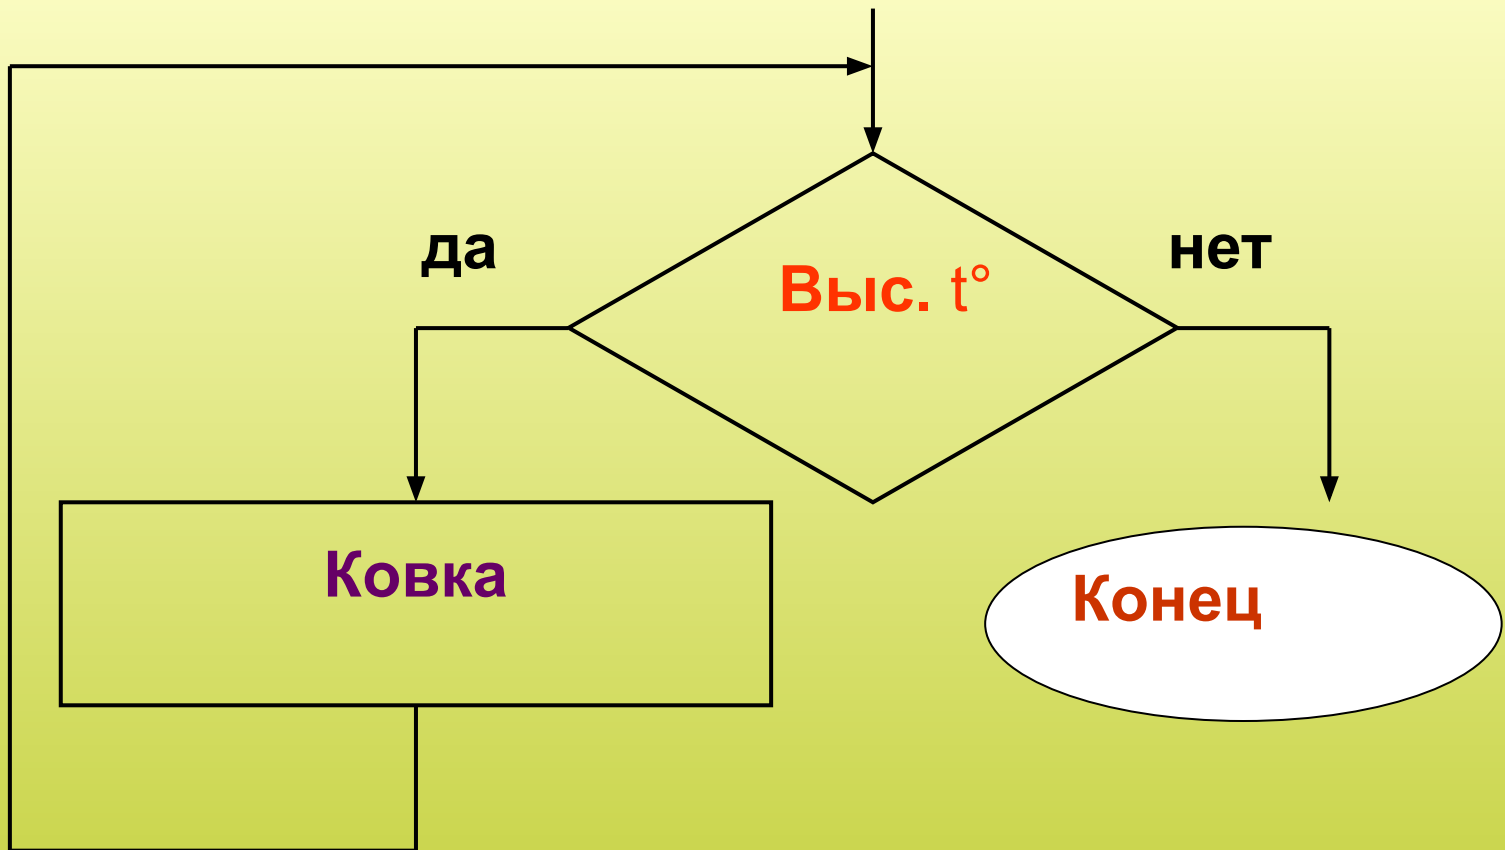 да
нет
Выс. t°
Ковка
Конец